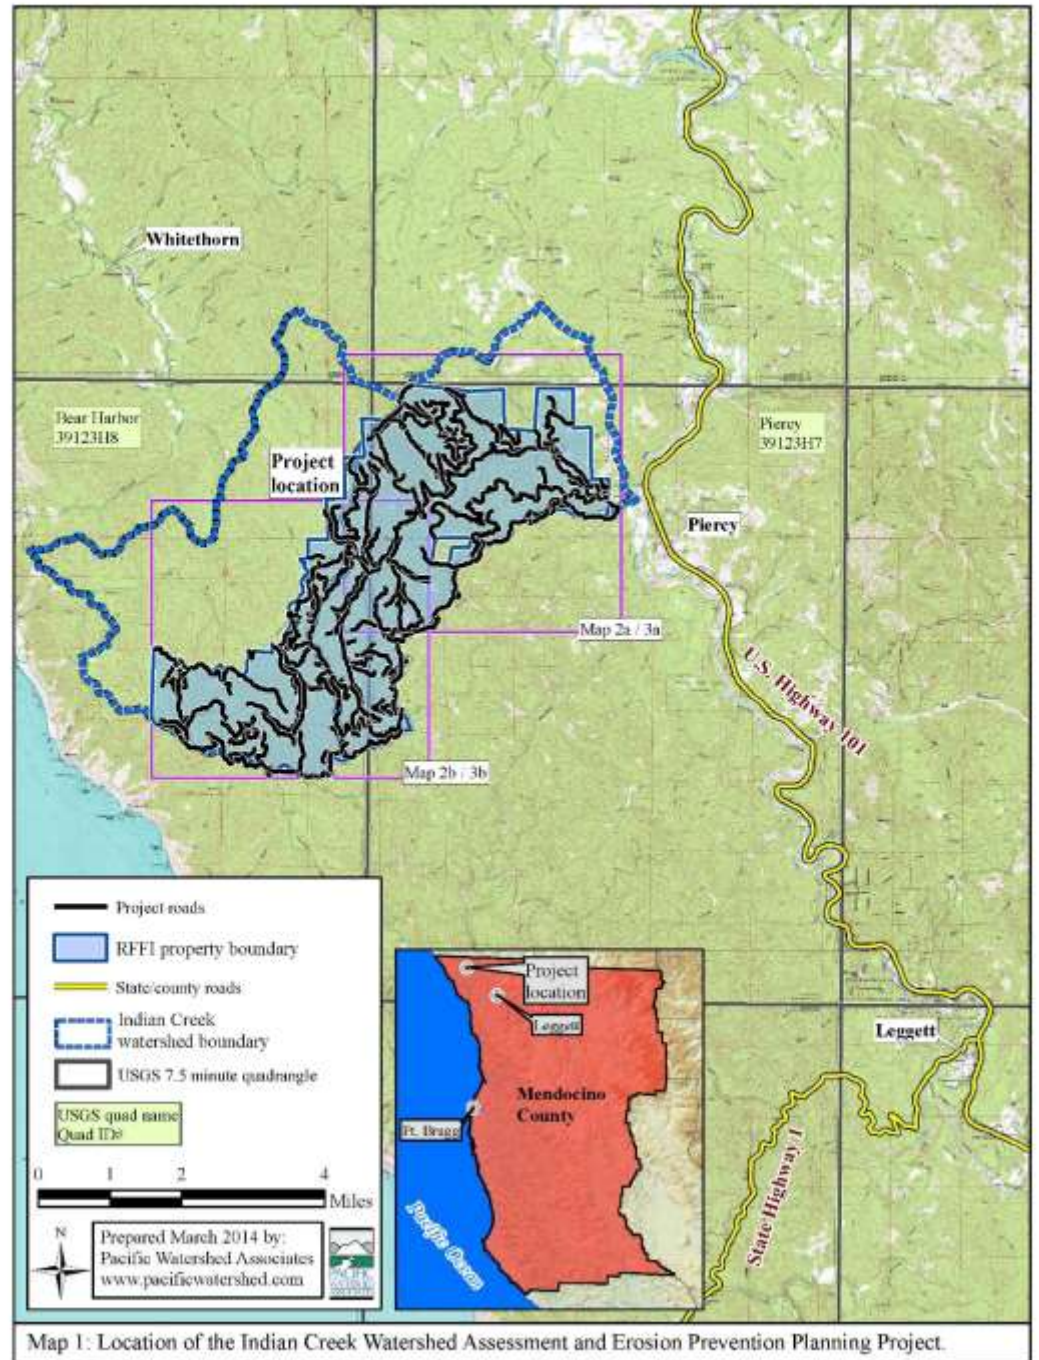 Whitethorn
Bear Harbor
39123H8
Piercy
39123H7
Project
location
Piercy
Map 2a / 3a
U.S. Highway 101
Map 2b / 3b
Project roads
RFFI property boundary
State/county roads
Indian Creek
watershed boundary
USGS 7.5 minute quadrangle
USGS quad name
Quad ID#
0 1 2 4
Miles
N
Prepared March 2014 by:
Pacific Watershed Associates
www.pacificwatershed.com
PACIFIC
WATERSHED
ASSOCIATES
Project
location
Leggett
Mendocino
County
Ft. Bragg
Pacific Ocean
Leggett
State Highway 1
Map 1: Location of the Indian Creek Watershed Assessment and Erosion Prevention Planning Project.